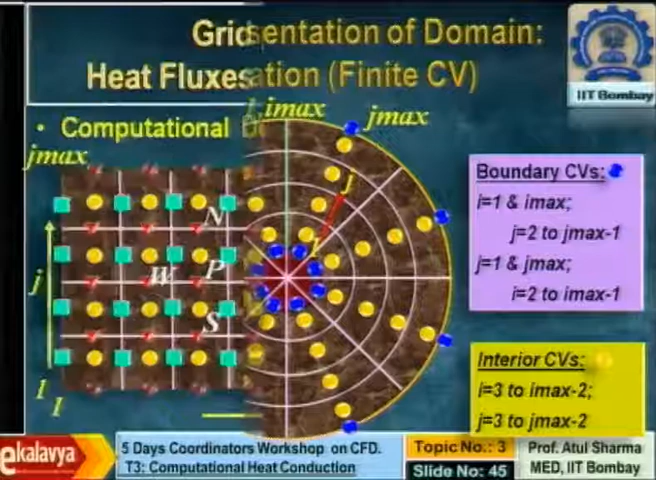 Gridsentation of Domain:
Heat Fluxesation (Finite CV)
IIT Bombay
• Computational
imax
jmax
jmax
j
i
N
W
P
S
j
1
1
Boundary CVs:
i=1 & imax;
j=2 to jmax-1
j=1 & jmax;
i=2 to imax-1
Interior CVs:
i=3 to imax-2;
j=3 to jmax-2
ekalavya
5 Days Coordinators Workshop on CFD.
T3: Computational Heat Conduction
Topic No.: 3
Slide No: 45
Prof. Atul Sharma
MED, IIT Bombay